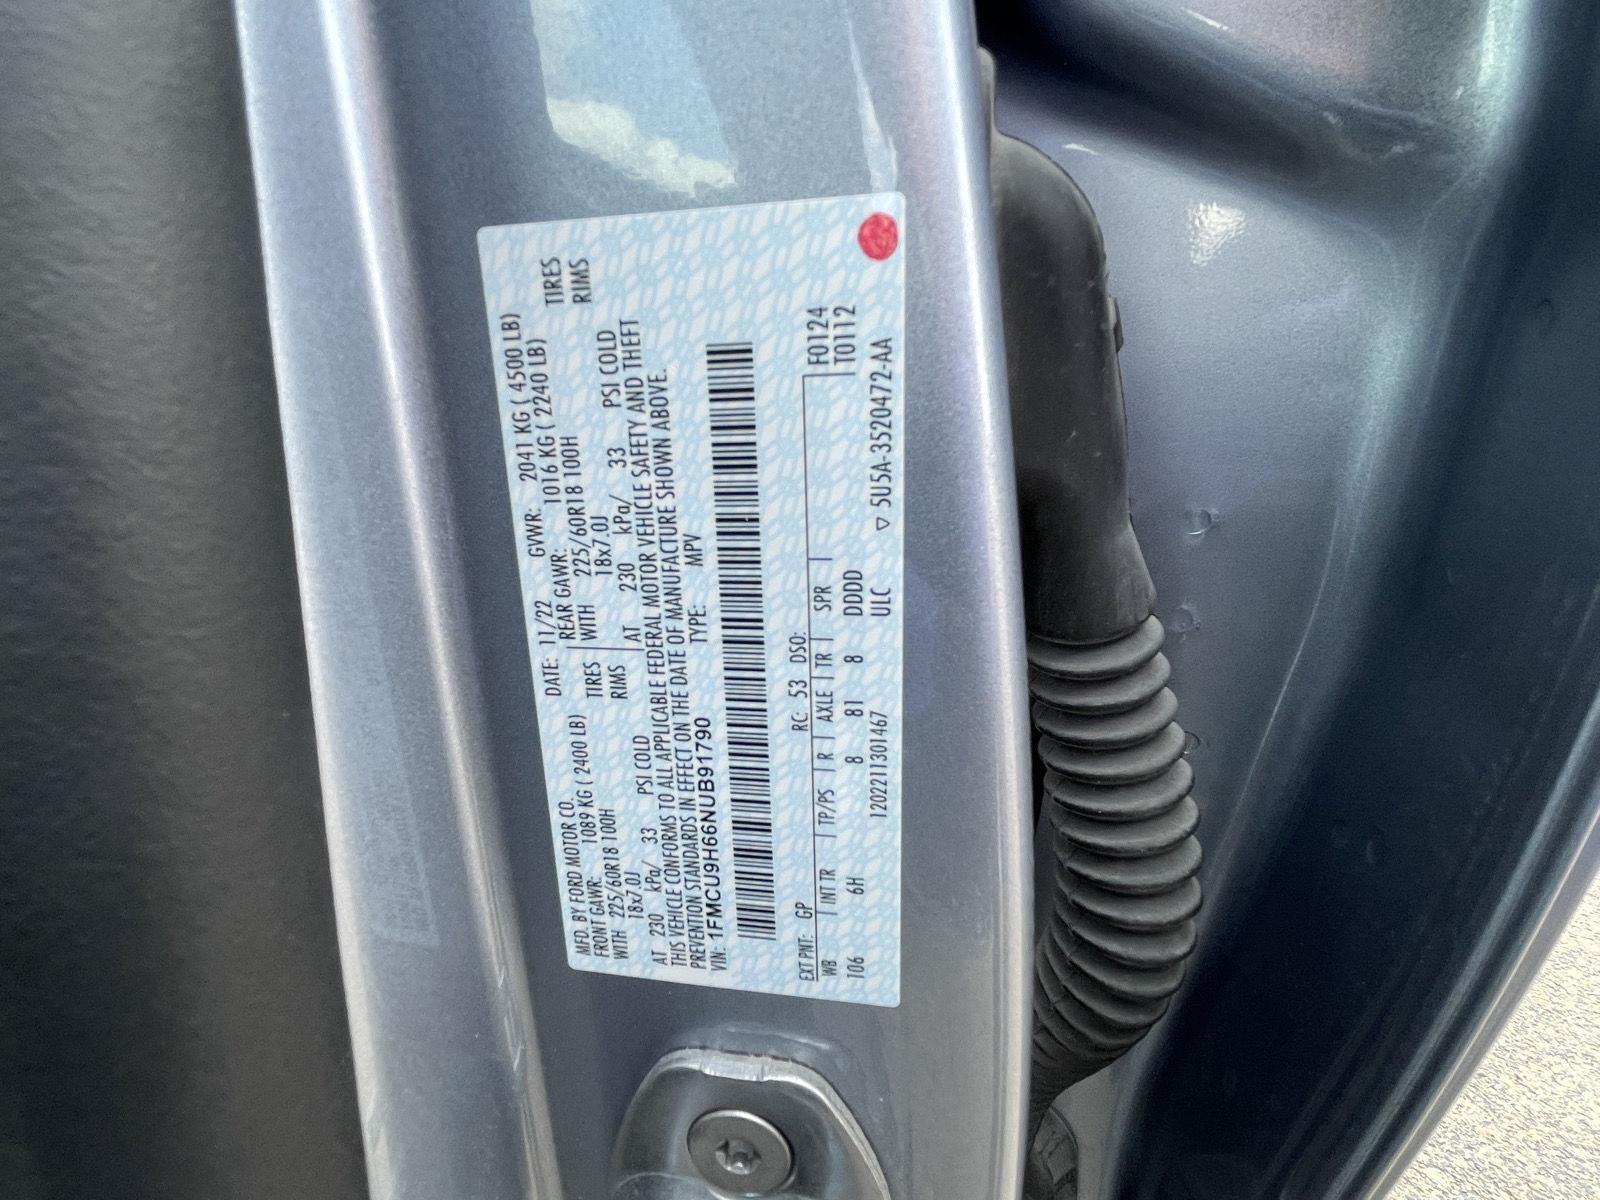 MFD. BY FORD MOTOR CO. DATE: 11/22 GVWR: 2041 KG ( 4500 LB)
FRONT GAWR: 1089 KG ( 2400 LB) REAR GAWR: 1016 KG ( 2240 LB)
WITH 225/60R18 100H TIRES WITH 225/60R18 100H TIRES
18x7.0J RIMS 18x7.0J RIMS
AT 230 kPa/ 33 PSI COLD AT 230 kPa/ 33 PSI COLD
THIS VEHICLE CONFORMS TO ALL APPLICABLE FEDERAL MOTOR VEHICLE SAFETY AND THEFT
PREVENTION STANDARDS IN EFFECT ON THE DATE OF MANUFACTURE SHOWN ABOVE.
VIN: 1FMCU9H66NUB91790 TYPE: MPV
EXT PNT: GP RC: 53 DSO: F0124
WB INT TR TP/PS R AXLE TR SPR T0112
106 6H 8 81 8 DDDD
120221130 1467 ULC ▽ 5U5A-3520472-AA